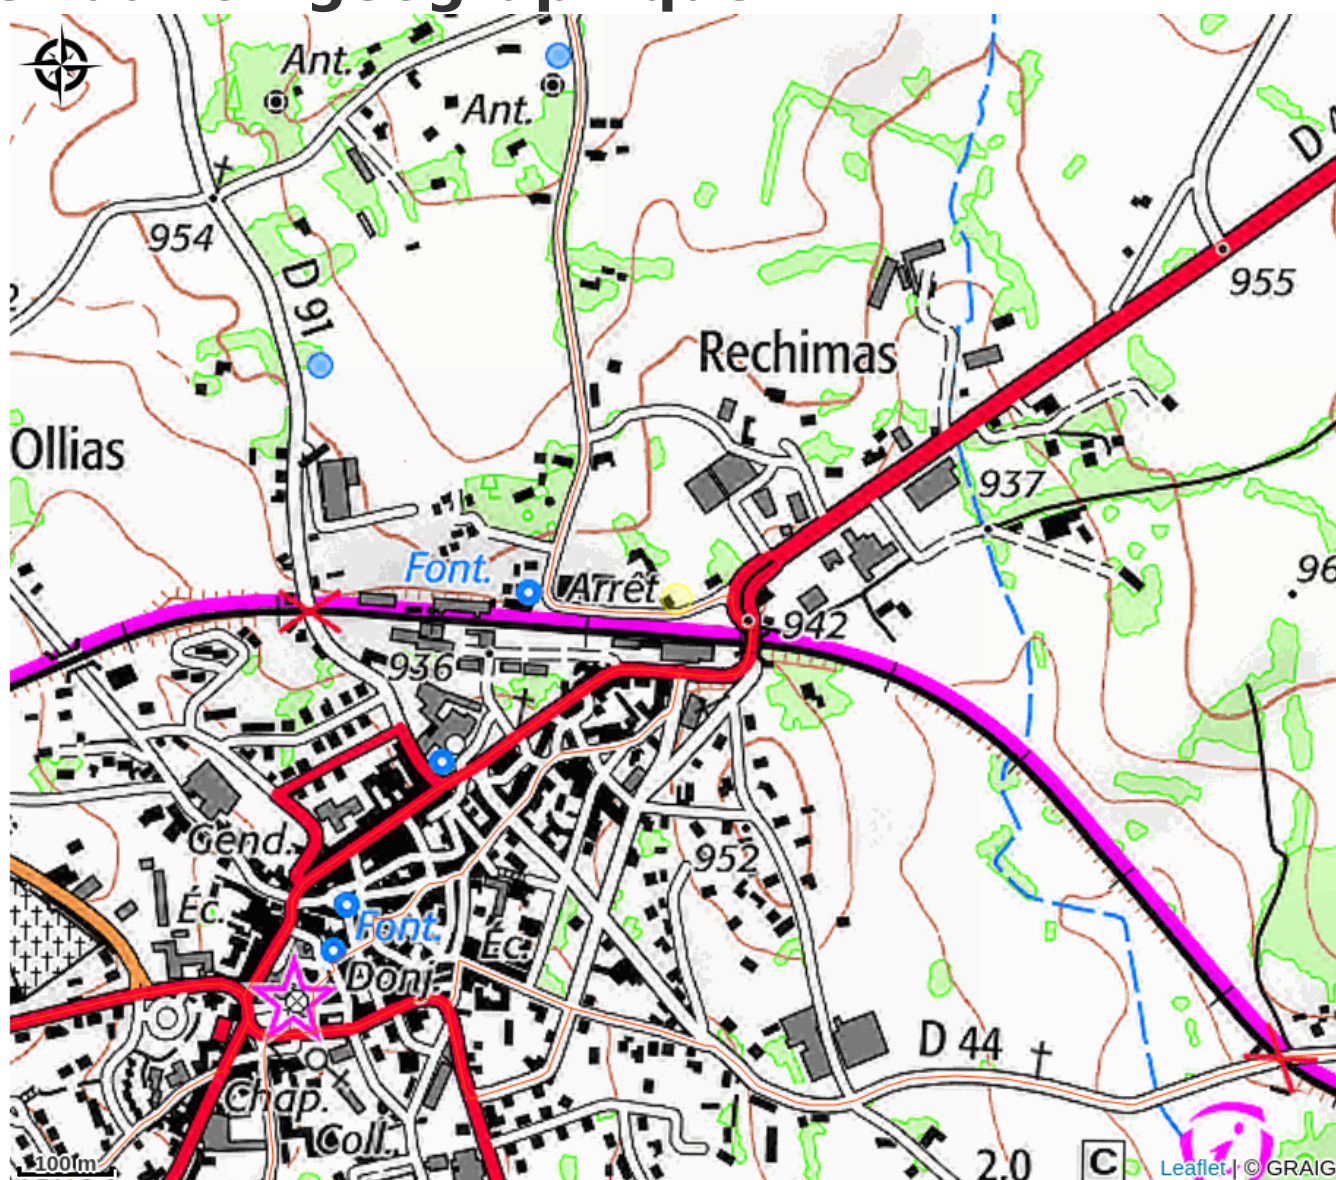 Ant.
Ant.
D 4
954
955
D 91
Rechimas
Ollias
937
Font.
Arrêt
96
942
936
Gend.
952
Éc.
Font.
Éc.
Donj.
D 44
Chap.
Coll.
2,0
C
100 m
Leaflet | © GRAIG